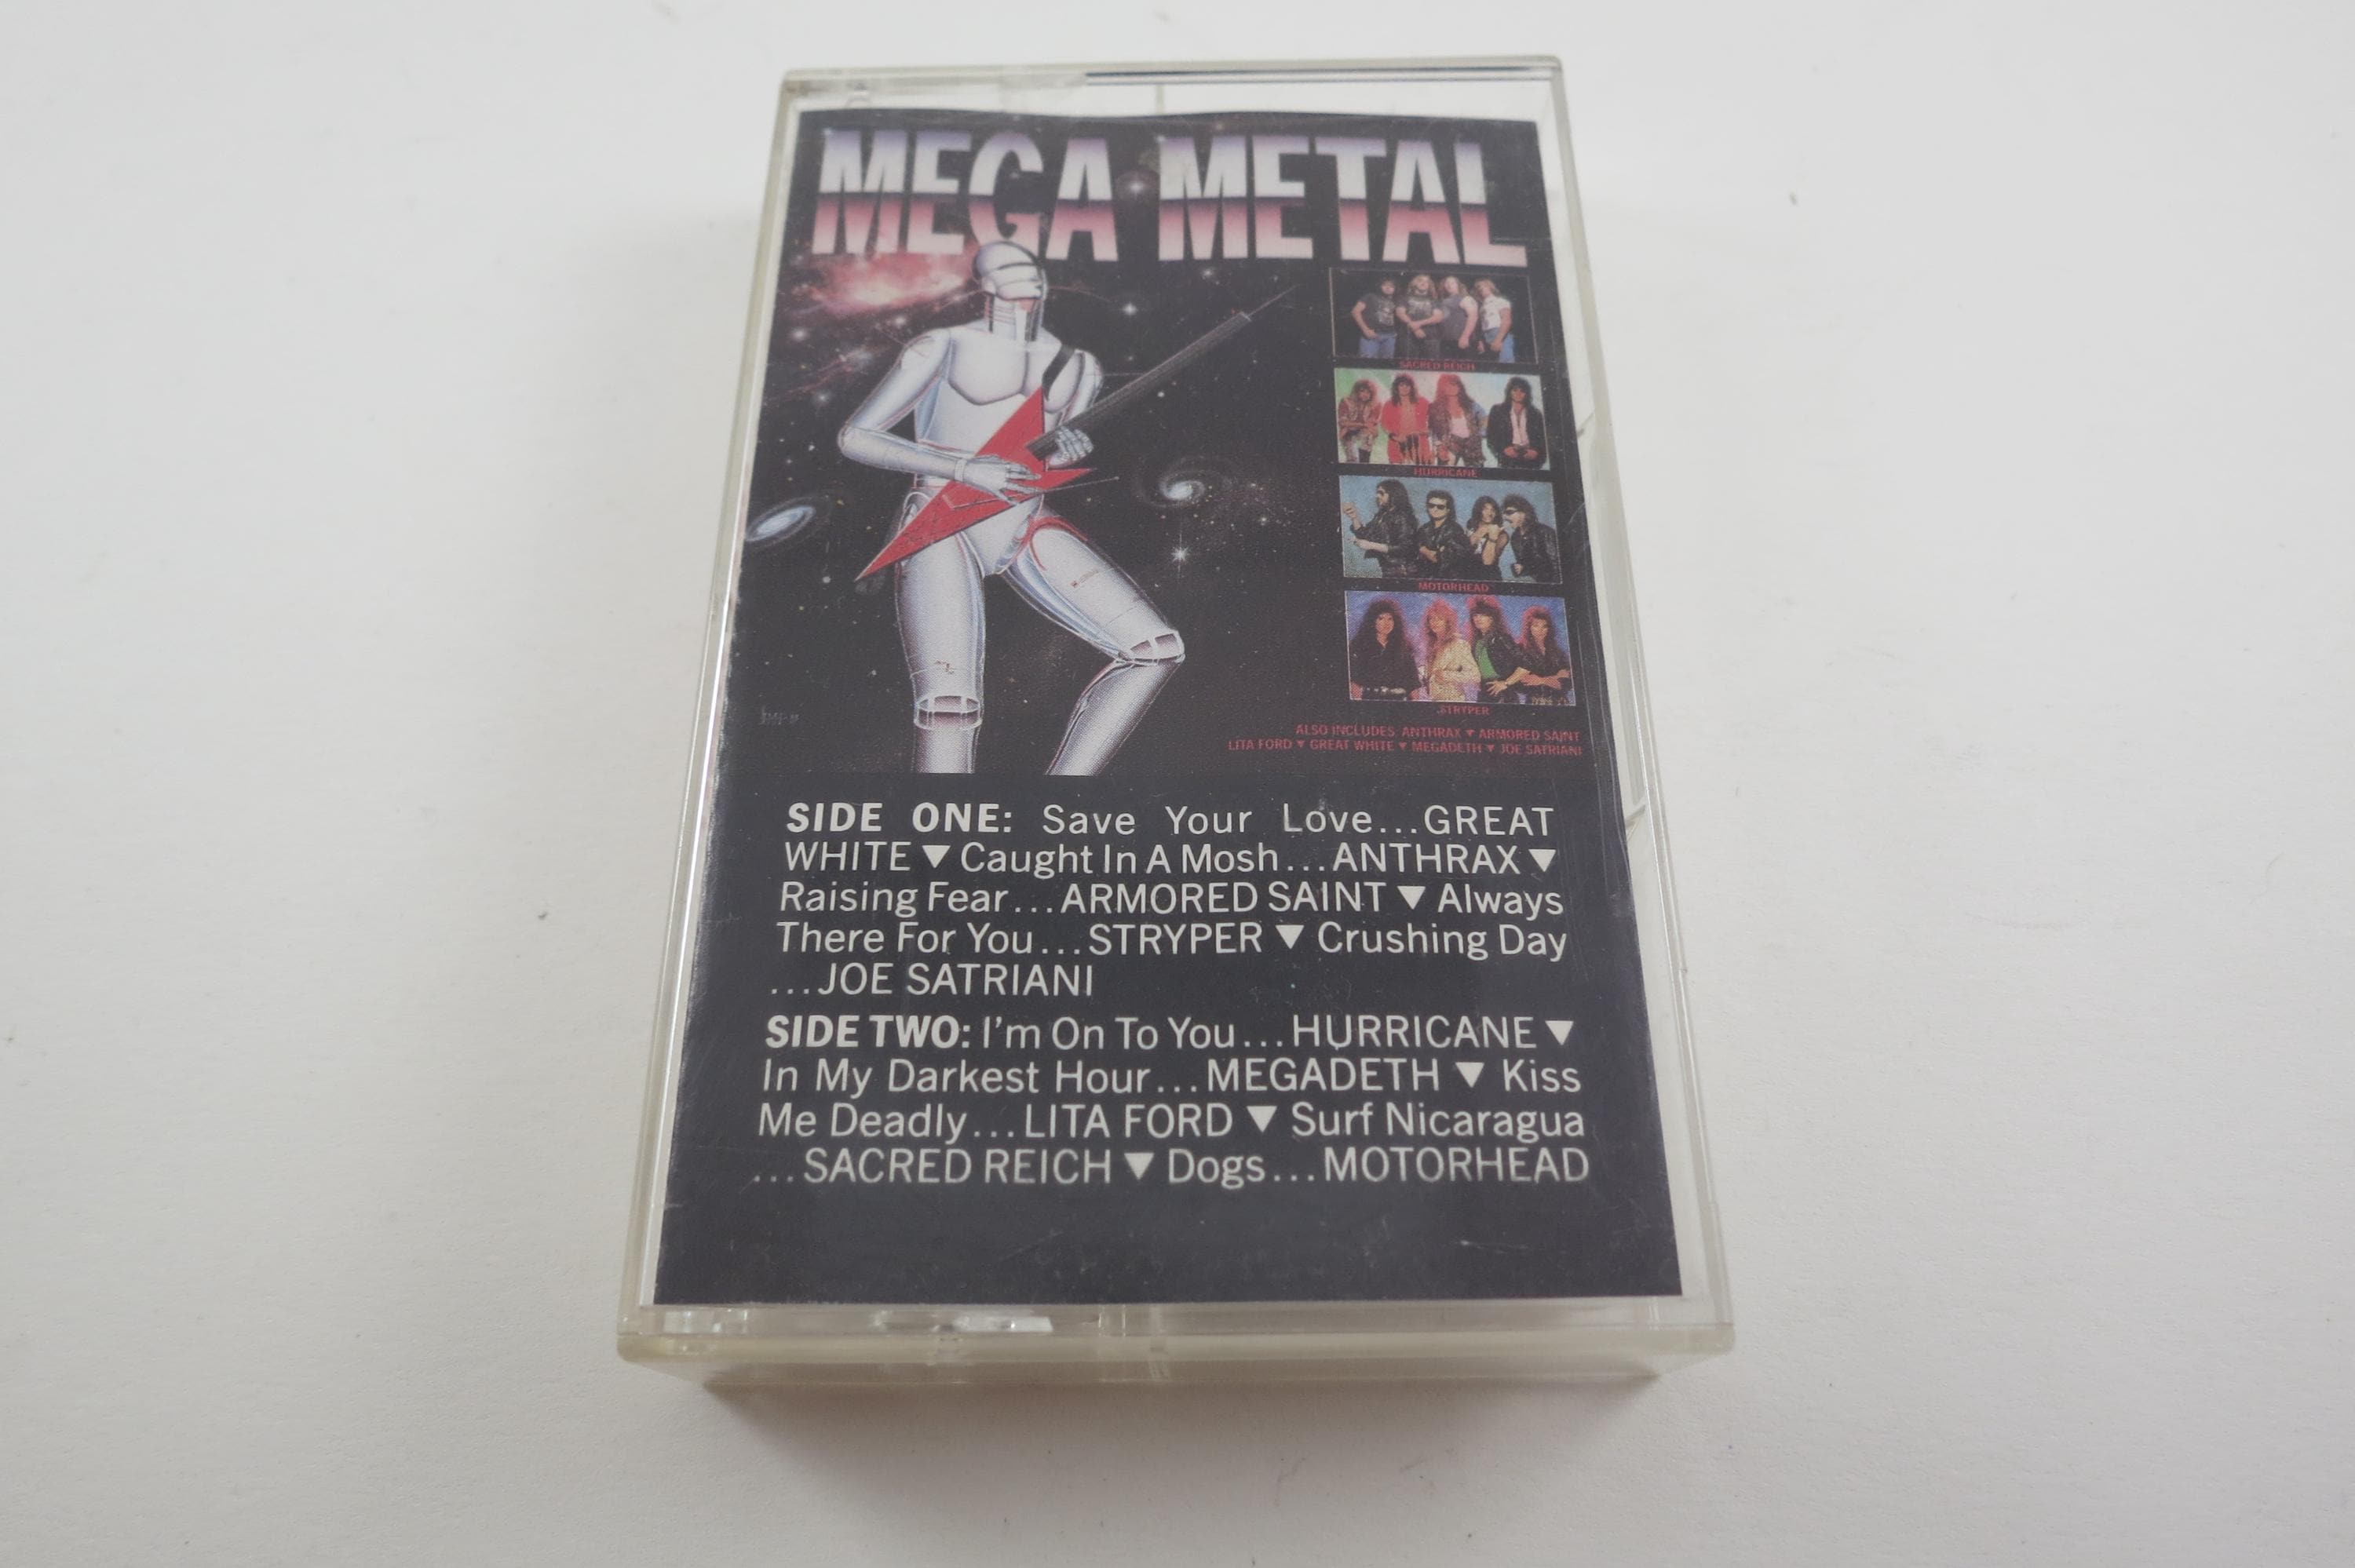 MEGA METAL
SACRED REICH
HURRICANE
MOTORHEAD
STRYPER
ALSO INCLUDES: ANTHRAX ▼ ARMORED SAINT
LITA FORD ▼ GREAT WHITE ▼ MEGADETH ▼ JOE SATRIANI
SIDE ONE: Save Your Love...GREAT
WHITE ▼ Caught In A Mosh...ANTHRAX ▼
Raising Fear...ARMORED SAINT ▼ Always
There For You...STRYPER ▼ Crushing Day
...JOE SATRIANI
SIDE TWO: I'm On To You...HURRICANE ▼
In My Darkest Hour...MEGADETH ▼ Kiss
Me Deadly...LITA FORD ▼ Surf Nicaragua
...SACRED REICH ▼ Dogs...MOTORHEAD